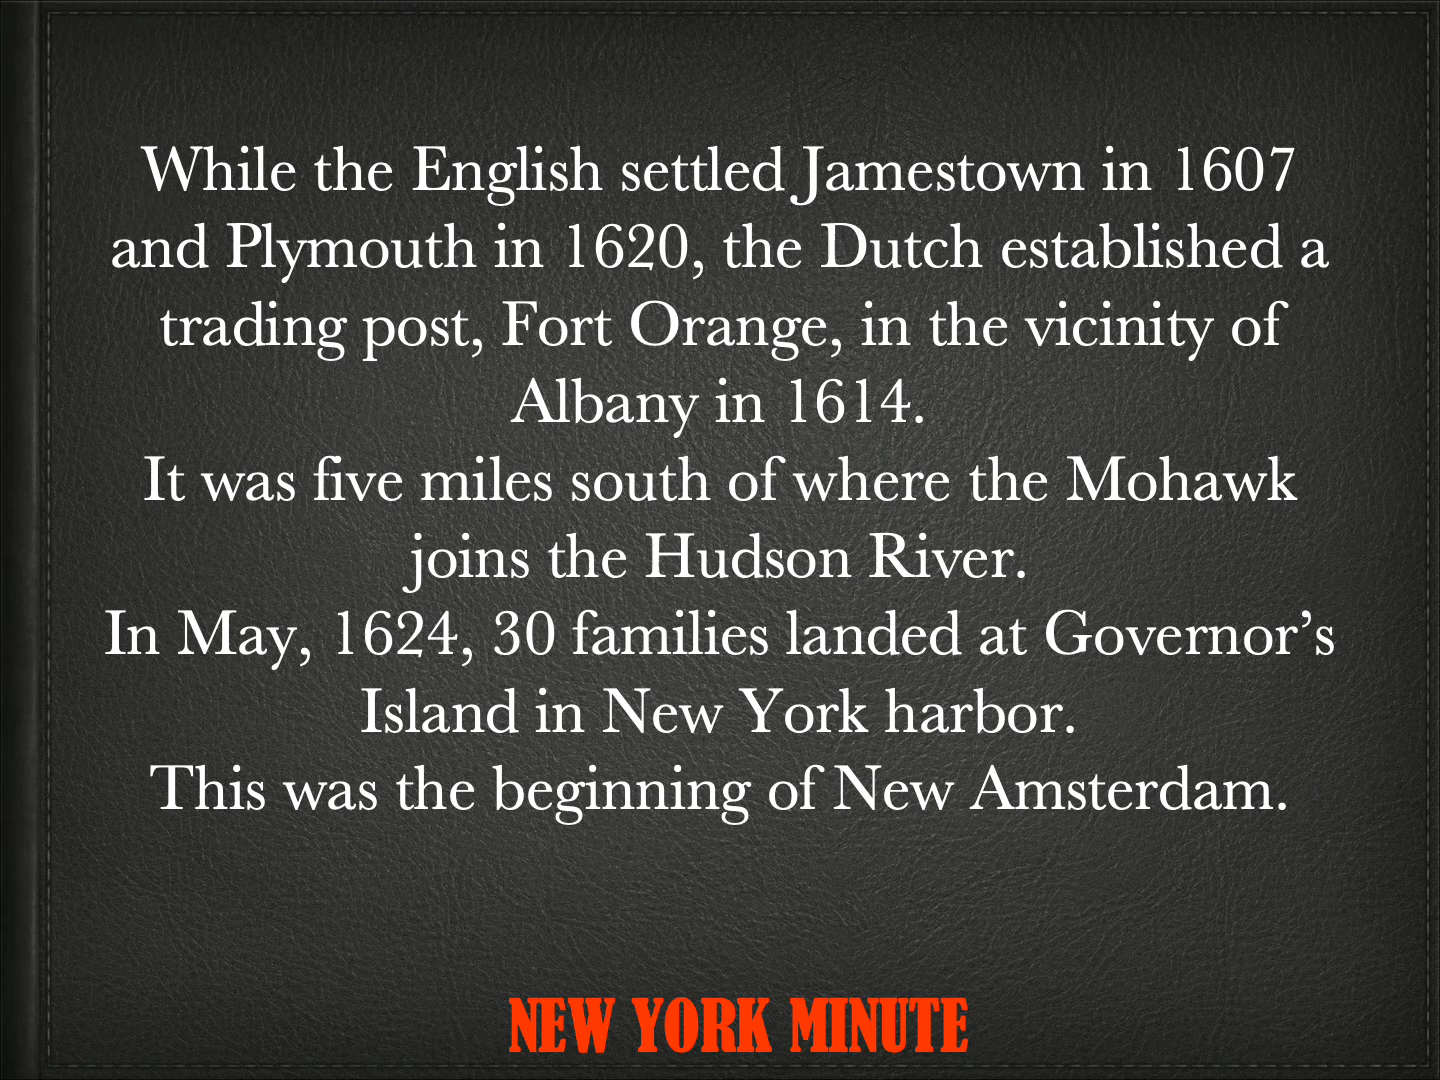 While the English settled Jamestown in 1607
and Plymouth in 1620, the Dutch established a
trading post, Fort Orange, in the vicinity of
Albany in 1614.
It was five miles south of where the Mohawk
joins the Hudson River.
In May, 1624, 30 families landed at Governor’s
Island in New York harbor.
This was the beginning of New Amsterdam.
NEW YORK MINUTE